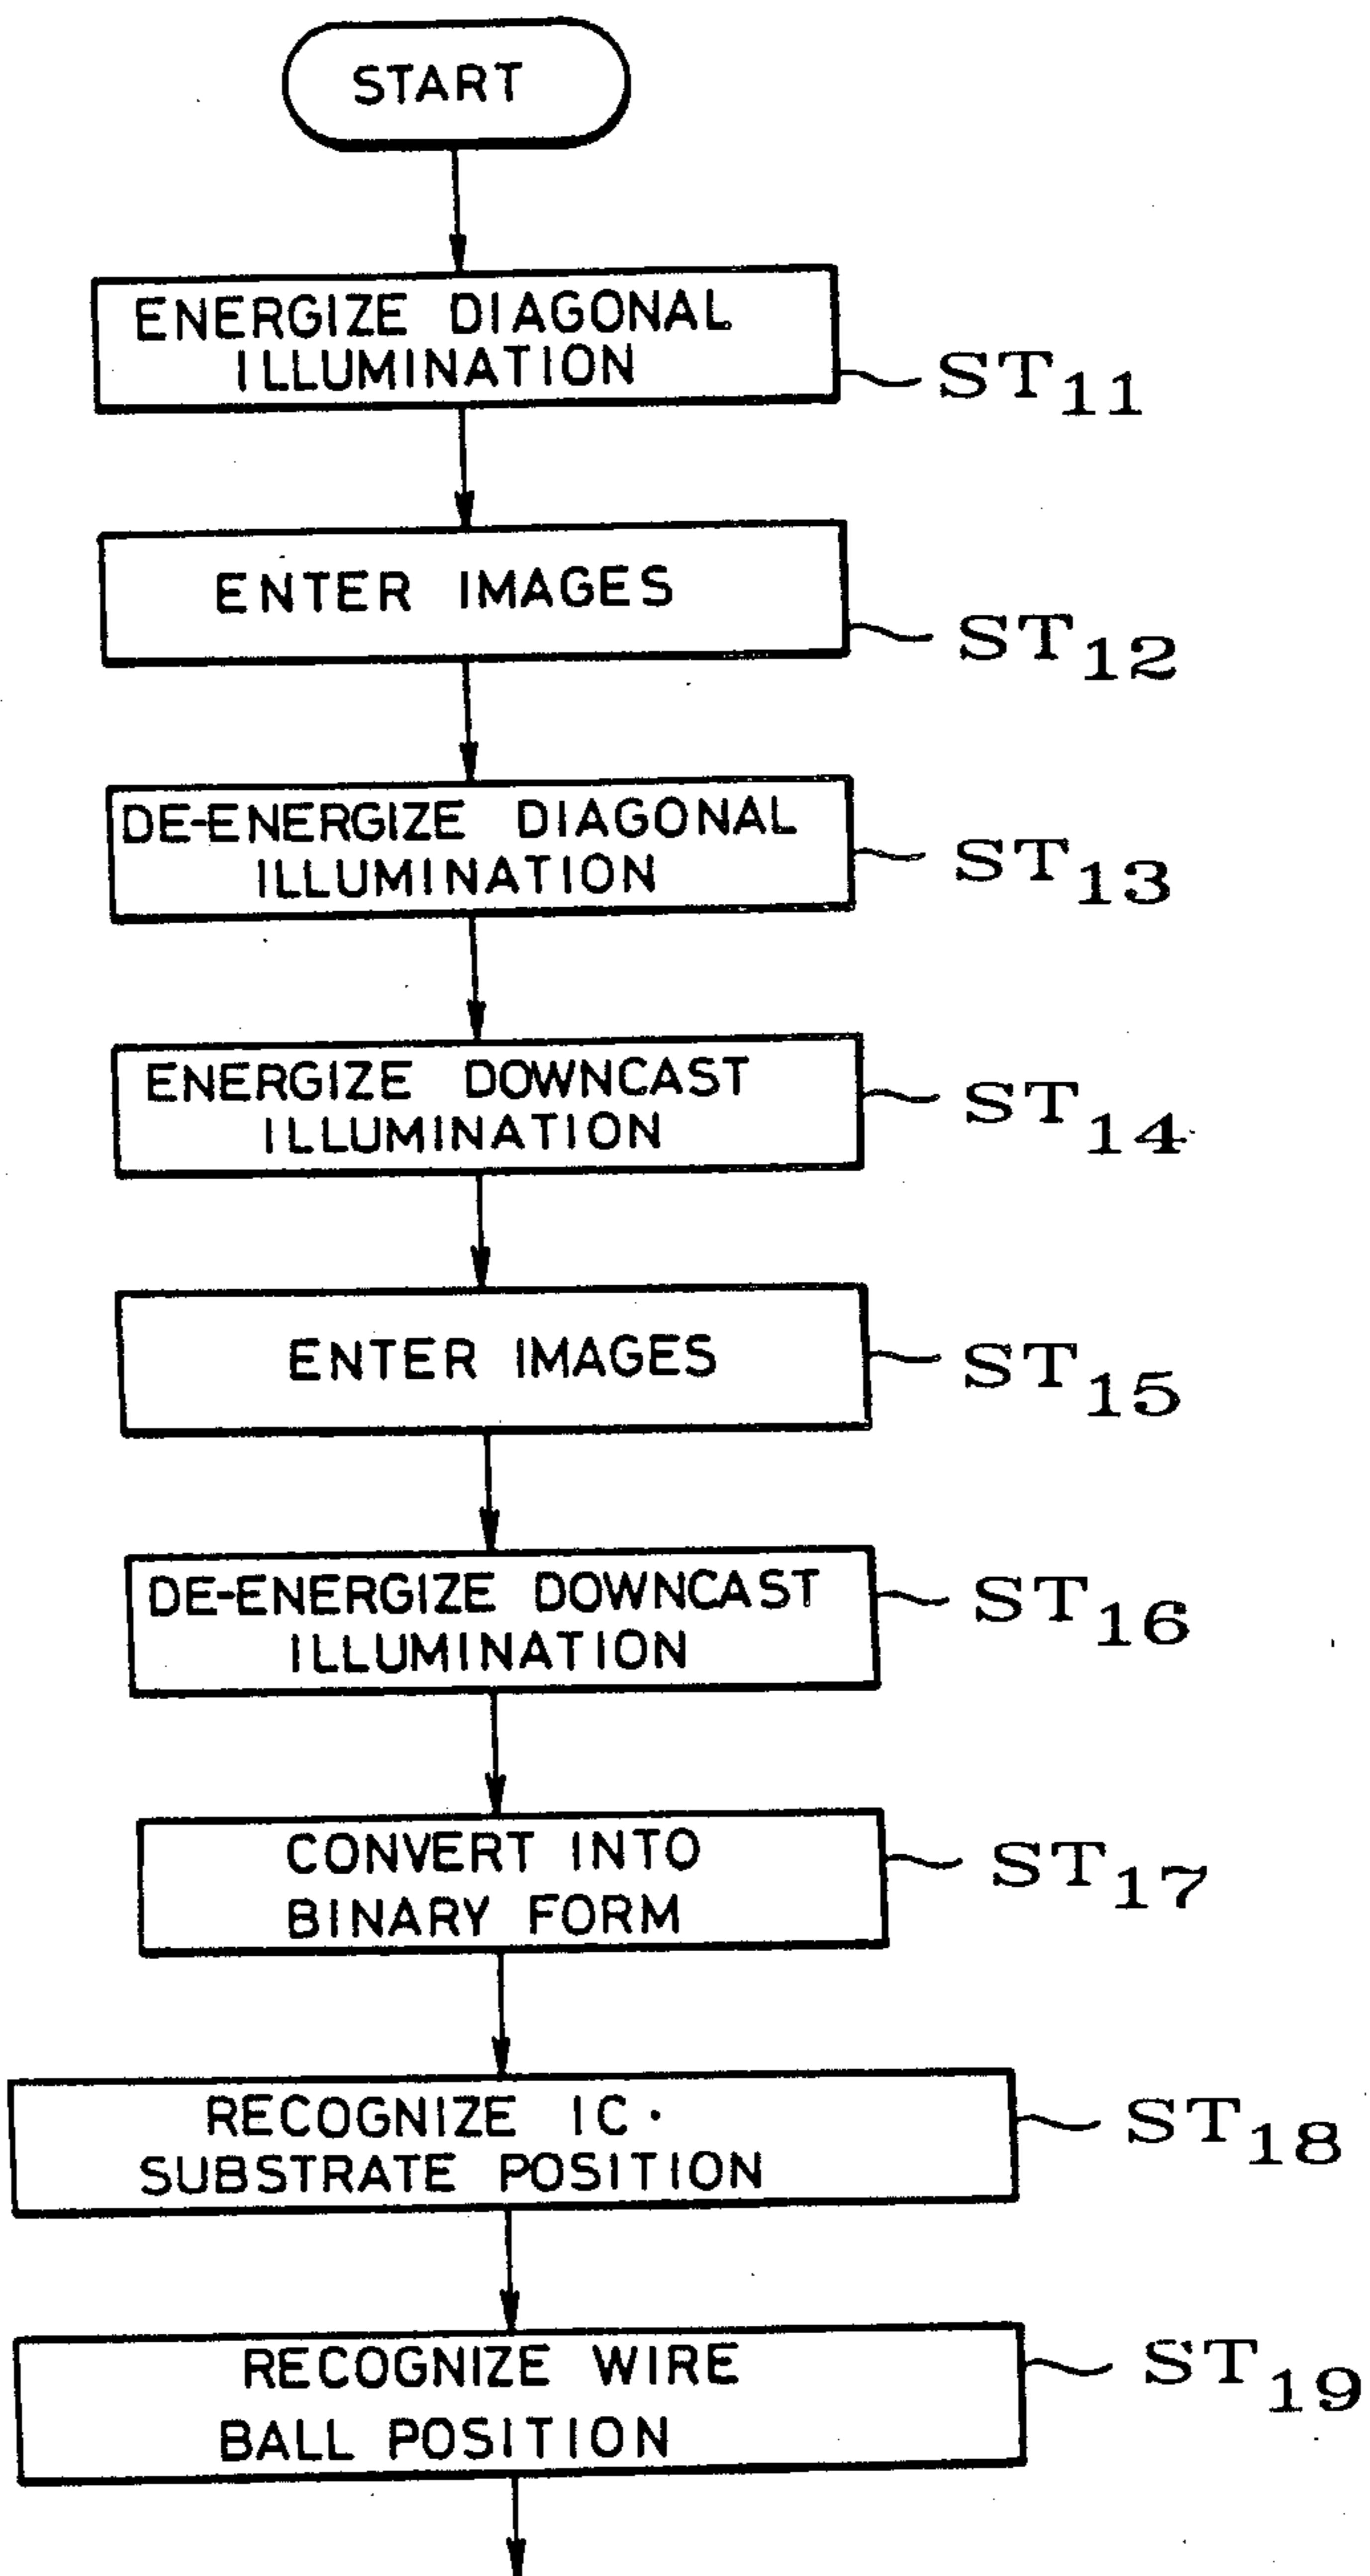 START
ENERGIZE DIAGONAL
ILLUMINATION
ST11
ENTER IMAGES
ST12
DE-ENERGIZE DIAGONAL
ILLUMINATION
ST13
ENERGIZE DOWNCAST
ILLUMINATION
ST14
ENTER IMAGES
ST15
DE-ENERGIZE DOWNCAST
ILLUMINATION
ST16
CONVERT INTO
BINARY FORM
ST17
RECOGNIZE IC·
SUBSTRATE POSITION
ST18
RECOGNIZE WIRE
BALL POSITION
ST19